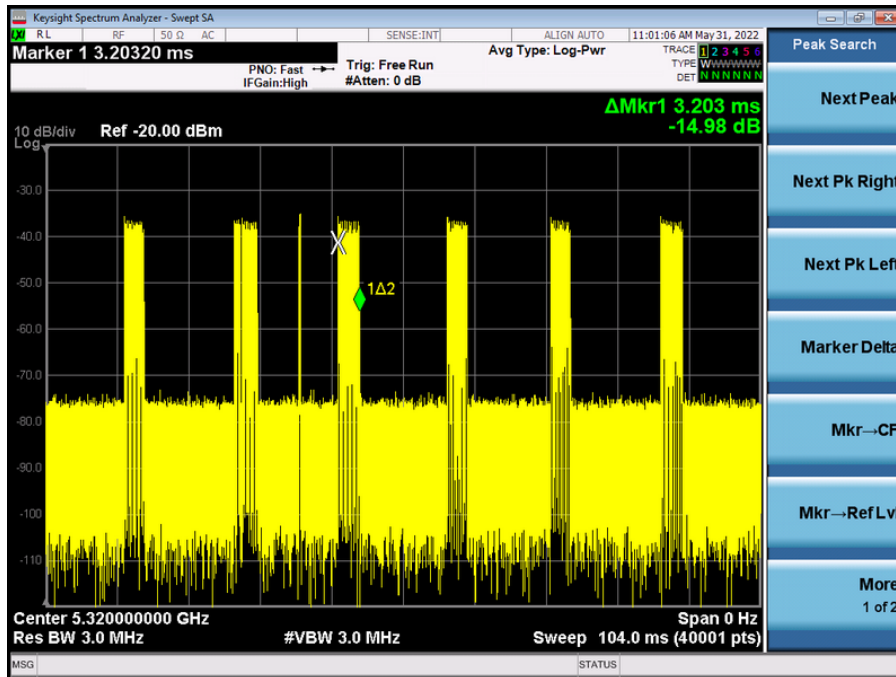 Keysight Spectrum Analyzer - Swept SA
LXI RL RF 50 Ω AC SENSE:INT ALIGN AUTO 11:01:06 AM May 31, 2022
Marker 1 3.20320 ms
PNO: Fast
IFGain:High
Trig: Free Run
#Atten: 0 dB
Avg Type: Log-Pwr
TRACE 1 2 3 4 5 6
TYPE WWWWWW
DET N N N N N N
ΔMkr1 3.203 ms
-14.98 dB
10 dB/div Ref -20.00 dBm
Log
-30.0
-40.0
-50.0
-60.0
-70.0
-80.0
-90.0
-100
-110
X
1Δ2
Center 5.320000000 GHz Span 0 Hz
Res BW 3.0 MHz #VBW 3.0 MHz Sweep 104.0 ms (40001 pts)
MSG STATUS
Peak Search
Next Peak
Next Pk Right
Next Pk Left
Marker Delta
Mkr→CF
Mkr→Ref Lvl
More
1 of 2